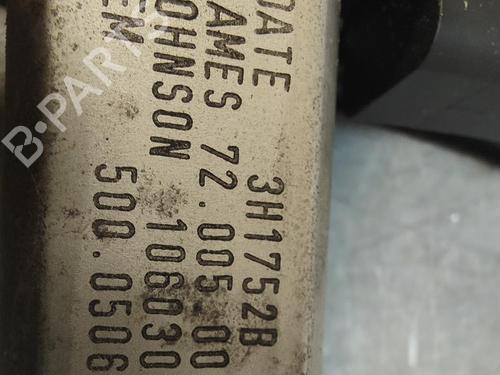 DATE 3H1752B
AMES 72.005.00
OHNSON 106030
EM 500.0506
B-PARTS